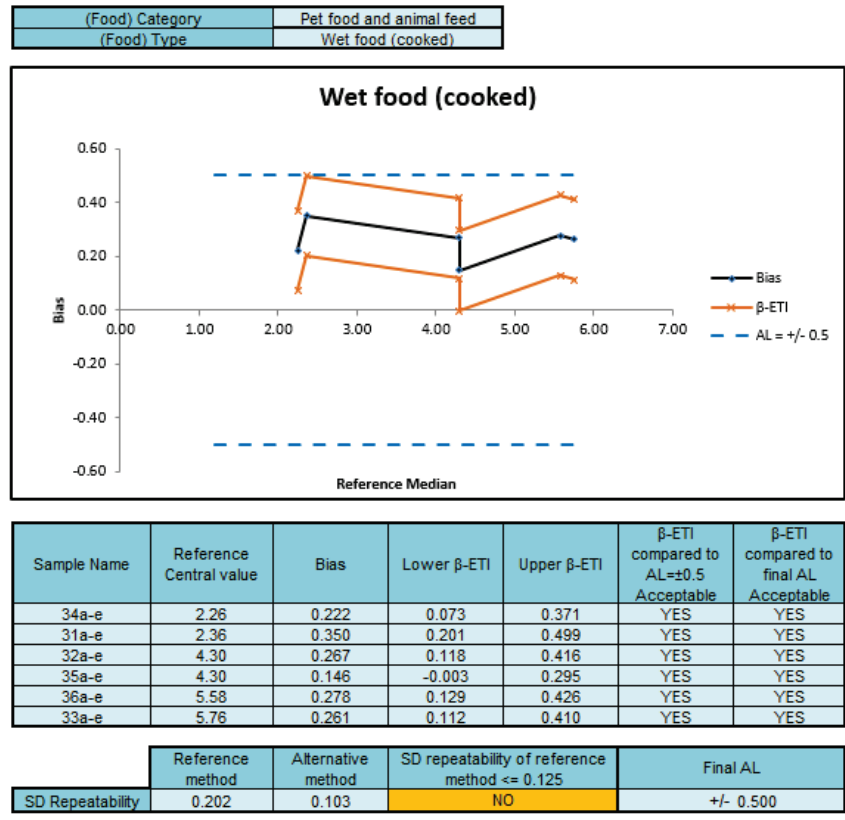 (Food) Category Pet food and animal feed
(Food) Type Wet food (cooked)
Wet food (cooked)
0.60
0.40
0.20
0.00
-0.20
-0.40
-0.60
0.00 1.00 2.00 3.00 4.00 5.00 6.00 7.00
Bias
Reference Median
Bias
β-ETI
AL = +/- 0.5
Sample Name Reference Central value Bias Lower β-ETI Upper β-ETI β-ETI compared to AL=±0.5 Acceptable β-ETI compared to final AL Acceptable
34a-e 2.26 0.222 0.073 0.371 YES YES
31a-e 2.36 0.350 0.201 0.499 YES YES
32a-e 4.30 0.267 0.118 0.416 YES YES
35a-e 4.30 0.146 -0.003 0.295 YES YES
36a-e 5.58 0.278 0.129 0.426 YES YES
33a-e 5.76 0.261 0.112 0.410 YES YES
Reference method Alternative method SD repeatability of reference method <= 0.125 Final AL
SD Repeatability 0.202 0.103 NO +/- 0.500